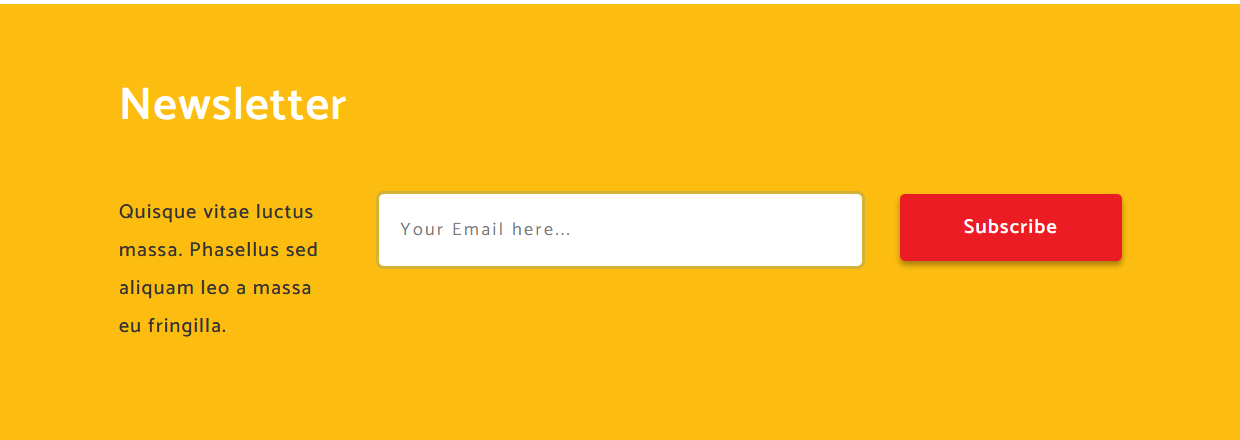 Newsletter
Quisque vitae luctus
massa. Phasellus sed
aliquam leo a massa
eu fringilla.
Your Email here...
Subscribe